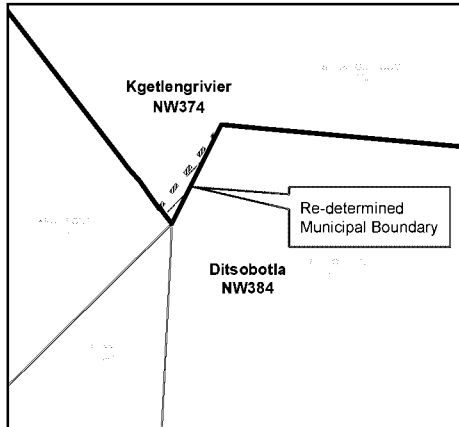 Kgetlengrivier
NW374
Re-determined
Municipal Boundary
Ditsobotla
NW384